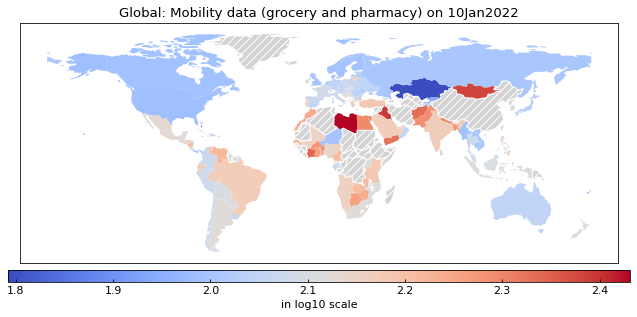 Global: Mobility data (grocery and pharmacy) on 10Jan2022
1.8 1.9 2.0 2.1 2.2 2.3 2.4
in log10 scale